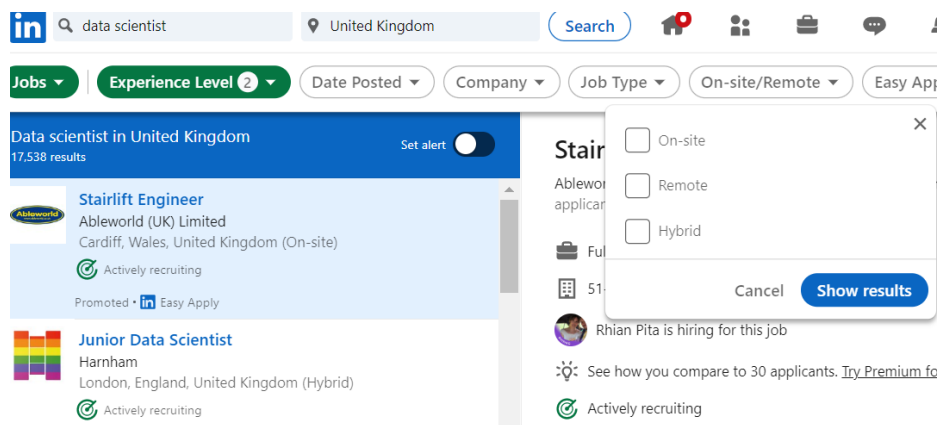 in data scientist United Kingdom Search
Jobs Experience Level 2 Date Posted Company Job Type On-site/Remote Easy App
Data scientist in United Kingdom
17,538 results
Set alert
Stairlift Engineer
Ableworld (UK) Limited
Cardiff, Wales, United Kingdom (On-site)
Actively recruiting
Promoted • in Easy Apply
Ableworld
Junior Data Scientist
Harnham
London, England, United Kingdom (Hybrid)
Actively recruiting
On-site
Remote
Hybrid
Cancel Show results
Stair
Ablewor
applicar
Ful
51-
Rhian Pita is hiring for this job
See how you compare to 30 applicants. Try Premium fo
Actively recruiting